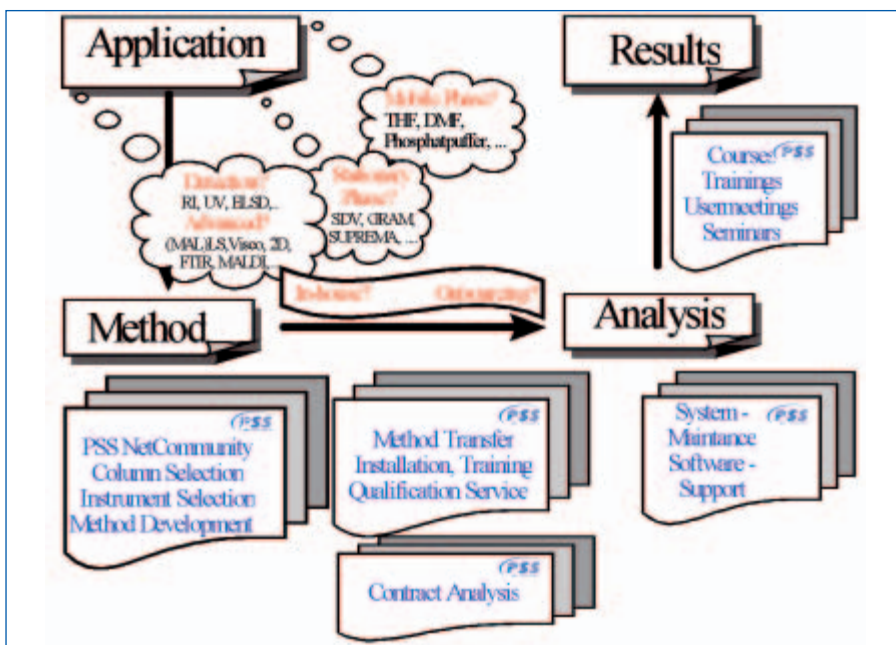 Application
Results
Mobile Phase?
THF, DMF,
Phosphatpuffer, ...
Detection?
RI, UV, ELSD,..
Advanced?
(MAL)LS,Visco, 2D,
FTIR, MALDI,....
Stationary
Phase?
SDV, GRAM,
SUPREMA, ....
PSS
Courses
Trainings
Usermeetings
Seminars
In-house? Outsourcing?
Method
Analysis
PSS
PSS NetCommunity
Column Selection
Instrument Selection
Method Development
PSS
Method Transfer
Installation, Training
Qualification Service
PSS
System -
Maintance
Software -
Support
PSS
Contract Analysis